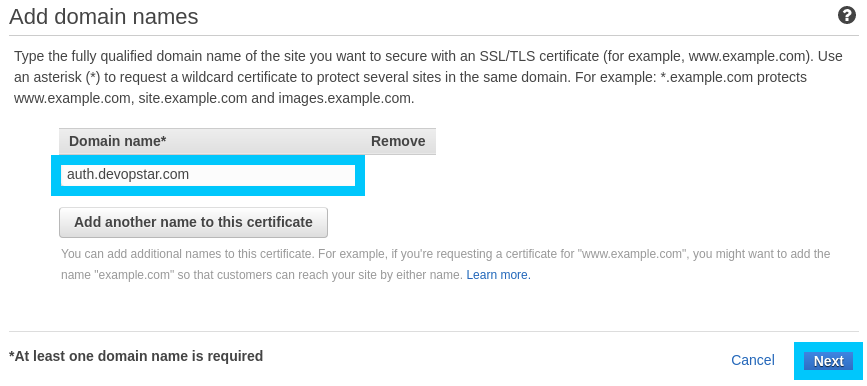 Add domain names
?
Type the fully qualified domain name of the site you want to secure with an SSL/TLS certificate (for example, www.example.com). Use
an asterisk (*) to request a wildcard certificate to protect several sites in the same domain. For example: *.example.com protects
www.example.com, site.example.com and images.example.com.
Domain name* Remove
auth.devopstar.com
Add another name to this certificate
You can add additional names to this certificate. For example, if you're requesting a certificate for "www.example.com", you might want to add the
name "example.com" so that customers can reach your site by either name. Learn more.
*At least one domain name is required
Cancel Next